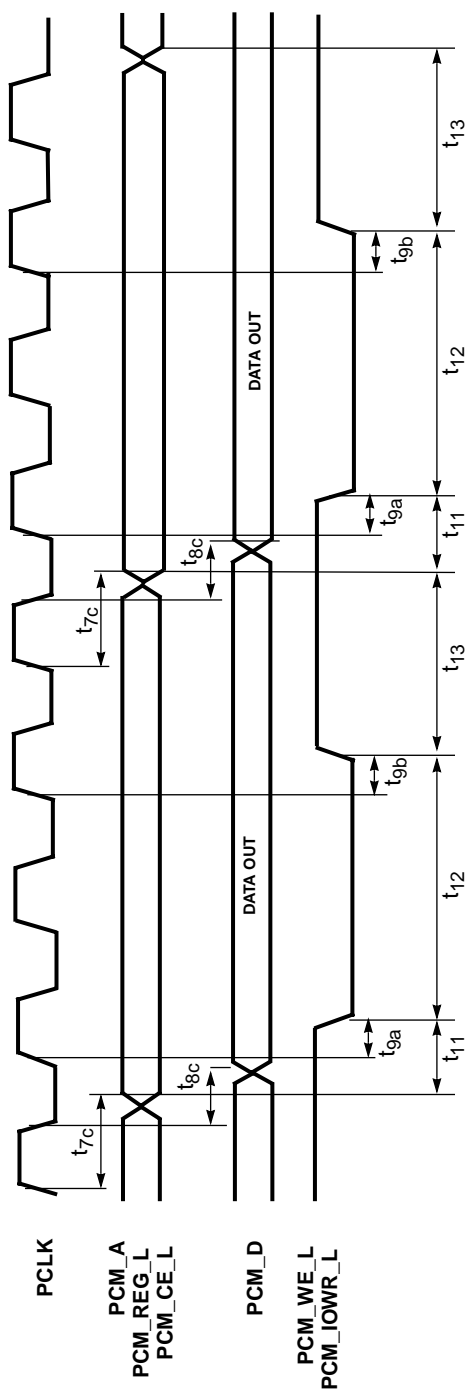 PCLK
PCM_A
PCM_REG_L
PCM_CE_L
PCM_D
PCM_WE_L
PCM_IOWR_L
t7c
t7c
t8c
DATA OUT
t8c
DATA OUT
t9a
t9b
t9a
t9b
t11
t12
t13
t11
t12
t13